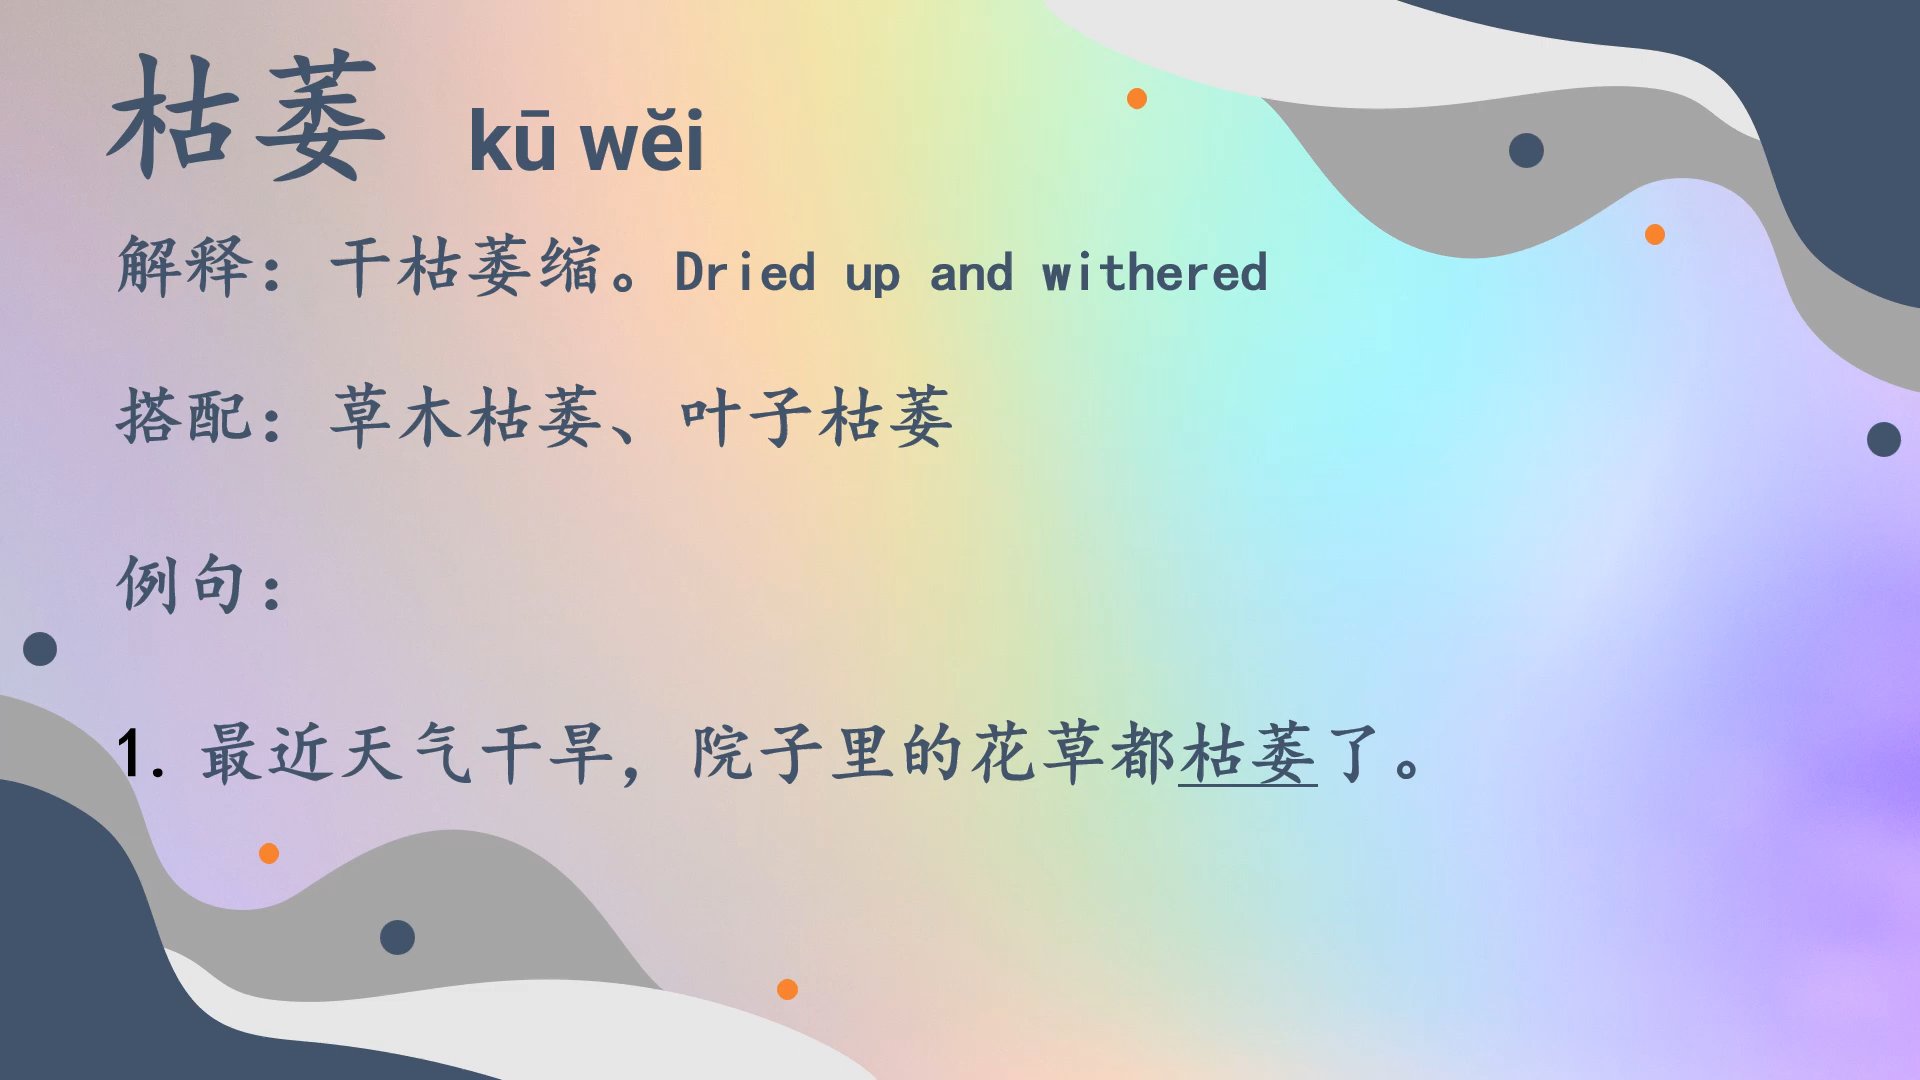 枯萎 kū wĕi
解释：干枯萎缩。Dried up and withered
搭配：草木枯萎、叶子枯萎
例句：
1. 最近天气干旱，院子里的花草都枯萎了。